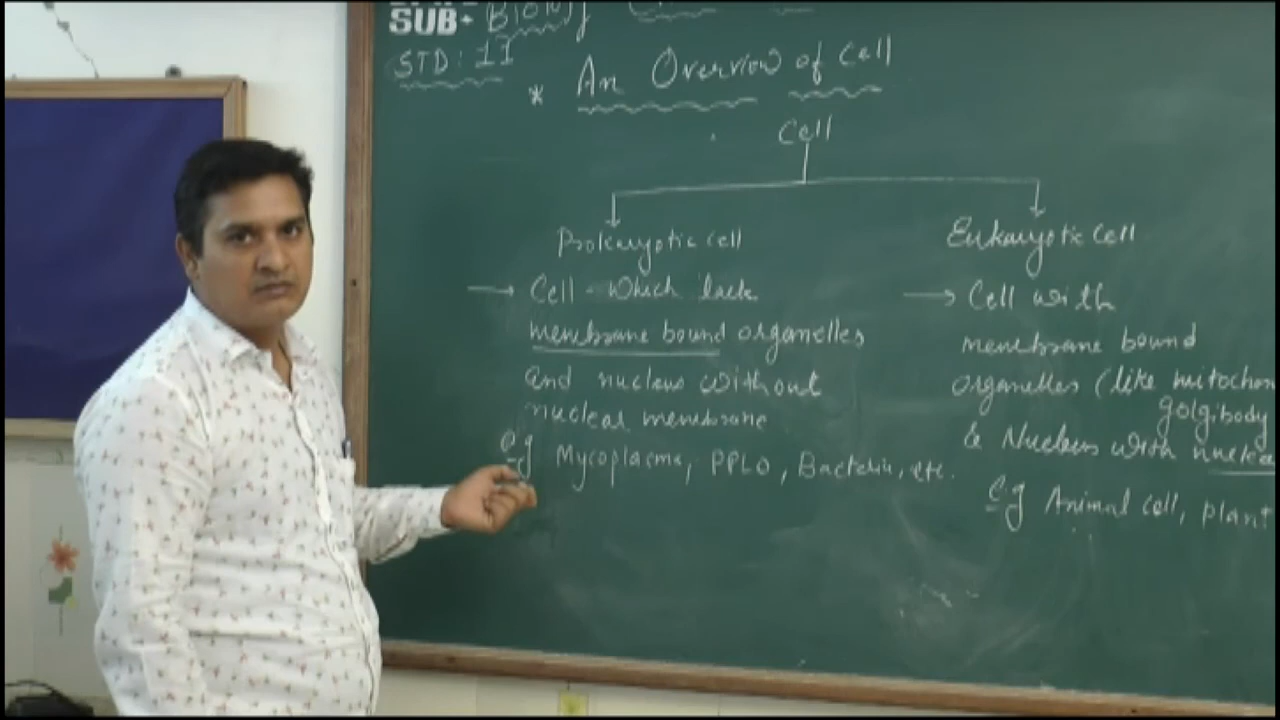 SUB- Biology
STD: 11
* An Overview of Cell
Cell
Prokaryotic cell
→ Cell which lack
membrane bound organelles
and nucleus without
nuclear membrane
e.g Mycoplasma, PPLO, Bacteria, etc.
Eukaryotic Cell
→ Cell with
membrane bound
organelles (like mitochon
golgibody
& Nucleus with nuclea
e.g Animal cell, plant